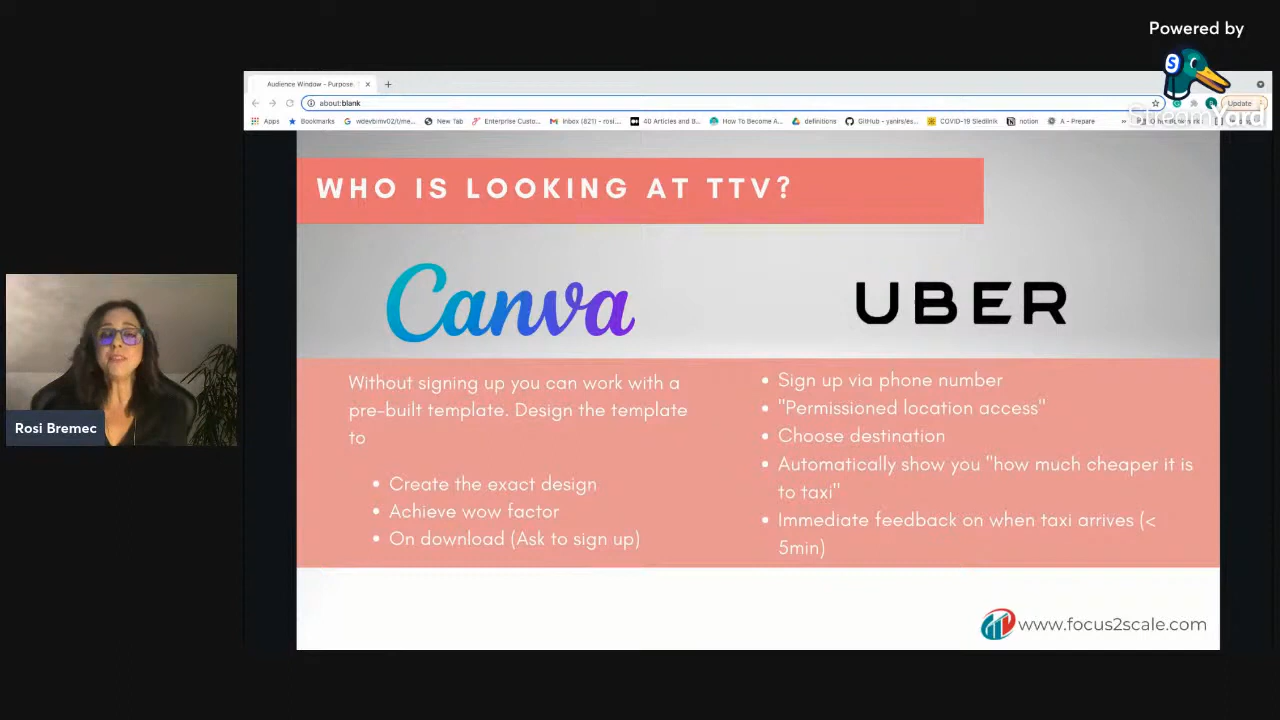 Powered by
S
StreamYard
Audience Window - Purpose
about:blank
Update
Apps
Bookmarks
wdevbimv02/t/me...
New Tab
Enterprise Custo...
Inbox (821) - rosi....
40 Articles and B...
How To Become A...
definitions
GitHub - yanirs/es...
COVID-19 Sledilnik
notion
A - Prepare
WHO IS LOOKING AT TTV?
Canva
UBER
Without signing up you can work with a
pre-built template. Design the template
to
Create the exact design
Achieve wow factor
On download (Ask to sign up)
Sign up via phone number
"Permissioned location access"
Choose destination
Automatically show you "how much cheaper it is
to taxi"
Immediate feedback on when taxi arrives (<
5min)
Rosi Bremec
www.focus2scale.com